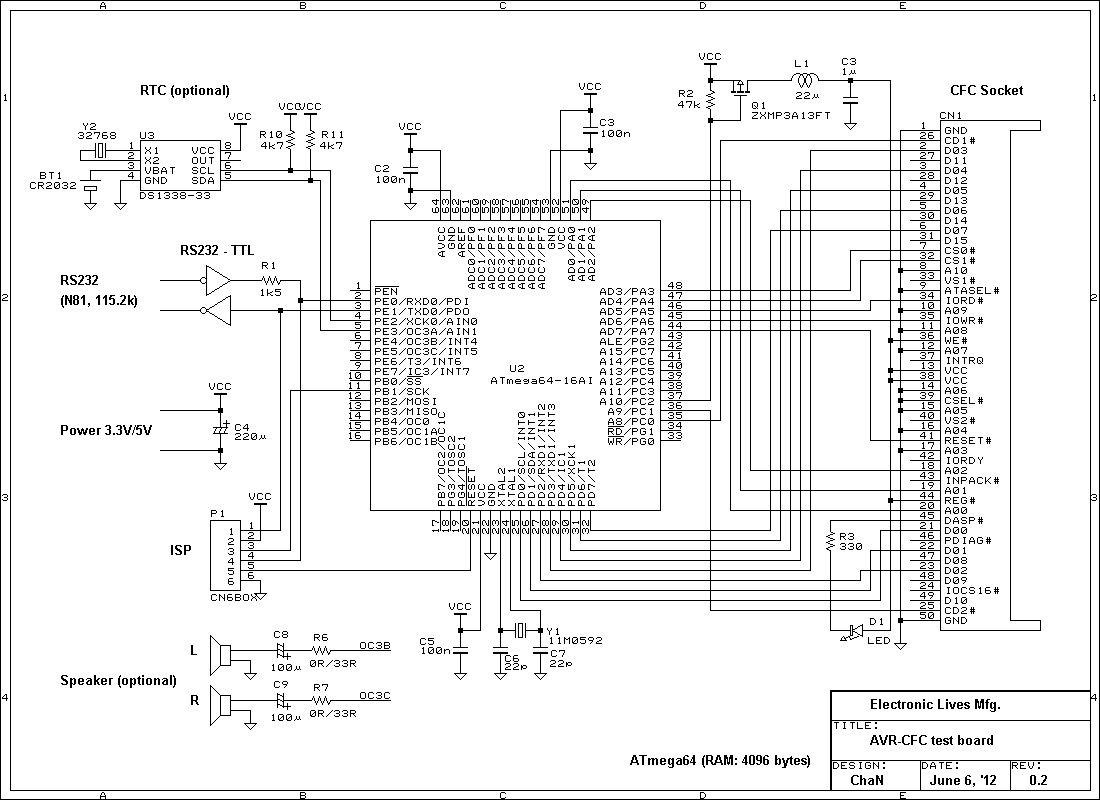 A B C D E
1 1
2 2
3 3
4 4
A B C D E
RTC (optional)
Y2
32768
U3
1 X1
2 X2
3 VBAT
4 GND
VCC 8
OUT 7
SCL 6
SDA 5
DS1338-33
BT1
CR2032
VCC
VCC
VCC
R10
4k7
R11
4k7
VCC
C2
100n
VCC
C3
100n
VCC
R2
47k
Q1
ZXMP3A13FT
L1
22μ
C3
1μ
CFC Socket
CN1
1 GND
26 CD1#
2 D03
27 D11
3 D04
28 D12
4 D05
29 D13
5 D06
30 D14
6 D07
31 D15
7 CS0#
32 CS1#
8 A10
33 VS1#
9 ATASEL#
34 IORD#
10 A09
35 IOWR#
11 A08
36 WE#
12 A07
37 INTRQ
13 VCC
38 VCC
14 A06
39 CSEL#
15 A05
40 VS2#
16 A04
41 RESET#
17 A03
42 IORDY
18 A02
43 INPACK#
19 A01
44 REG#
20 A00
45 DASP#
21 D00
46 PDIAG#
22 D01
47 D08
23 D02
48 D09
24 IOCS16#
49 D10
25 CD2#
50 GND
RS232 - TTL
RS232
(N81, 115.2k)
R1
1k5
64 AVCC
63 GND
62 AREF
61 ADC0/PF0
60 ADC1/PF1
59 ADC2/PF2
58 ADC3/PF3
57 ADC4/PF4
56 ADC5/PF5
55 ADC6/PF6
54 ADC7/PF7
53 GND
52 VCC
51 AD0/PA0
50 AD1/PA1
49 AD2/PA2
1 PEN
2 PE0/RXD0/PDI
3 PE1/TXD0/PDO
4 PE2/XCK0/AIN0
5 PE3/OC3A/AIN1
6 PE4/OC3B/INT4
7 PE5/OC3C/INT5
8 PE6/T3/INT6
9 PE7/IC3/INT7
10 PB0/SS
11 PB1/SCK
12 PB2/MOSI
13 PB3/MISO
14 PB4/OC0
15 PB5/OC1A
16 PB6/OC1B
U2
ATmega64-16AI
AD3/PA3 48
AD4/PA4 47
AD5/PA5 46
AD6/PA6 45
AD7/PA7 44
ALE/PG2 43
A15/PC7 42
A14/PC6 41
A13/PC5 40
A12/PC4 39
A11/PC3 38
A10/PC2 37
A9/PC1 36
A8/PC0 35
RD/PG1 34
WR/PG0 33
17 PB7/OC2/OC1C
18 PG3/TOSC2
19 PG4/TOSC1
20 RESET
21 VCC
22 GND
23 XTAL2
24 XTAL1
25 PD0/SCL/INT0
26 PD1/SDA/INT1
27 PD2/RXD1/INT2
28 PD3/TXD1/INT3
29 PD4/IC1
30 PD5/XCK1
31 PD6/T1
32 PD7/T2
Power 3.3V/5V
VCC
C4
220μ
+
VCC
P1
ISP
1 1
2 2
3 3
4 4
5 5
6 6
CN6BOX
VCC
C5
100n
C6
22p
Y1
11M0592
C7
22p
R3
330
D1
LED
Speaker (optional)
L
C8
100μ
+
R6
0R/33R
OC3B
R
C9
100μ
+
R7
0R/33R
OC3C
ATmega64 (RAM: 4096 bytes)
Electronic Lives Mfg.
TITLE:
AVR-CFC test board
DESIGN: DATE: REV:
ChaN June 6, '12 0.2